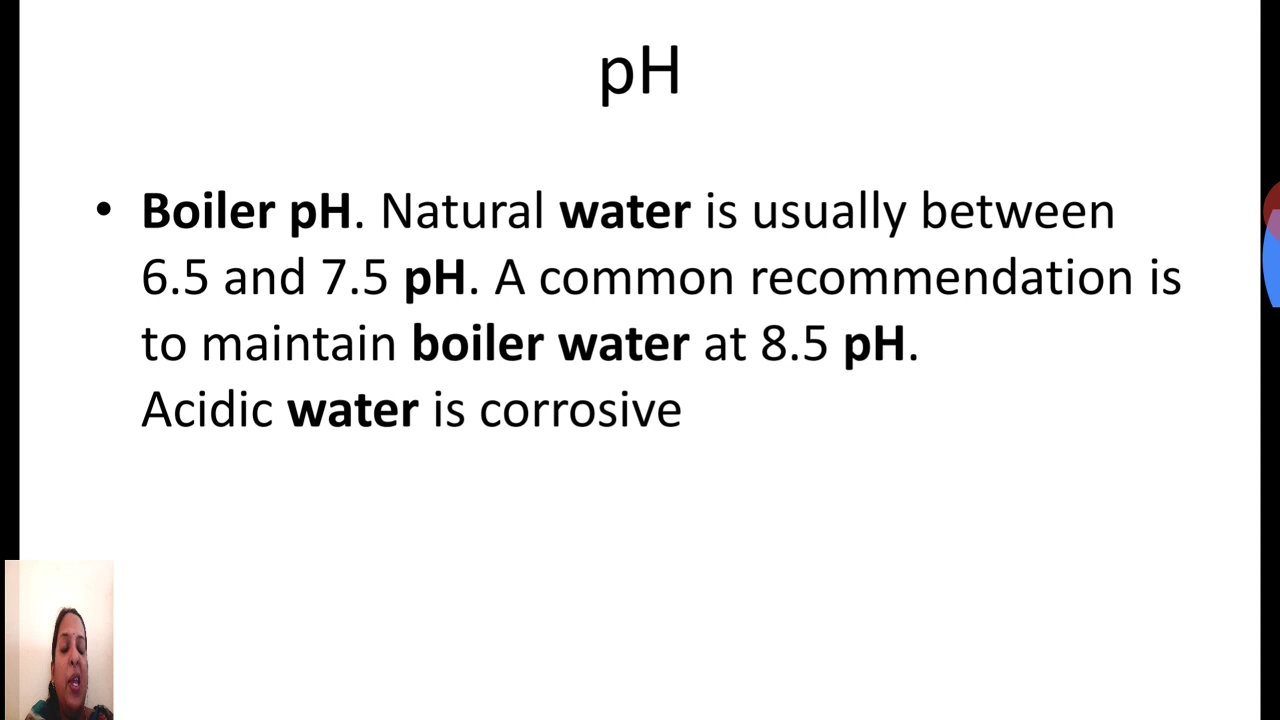 pH
• Boiler pH. Natural water is usually between
6.5 and 7.5 pH. A common recommendation is
to maintain boiler water at 8.5 pH.
Acidic water is corrosive